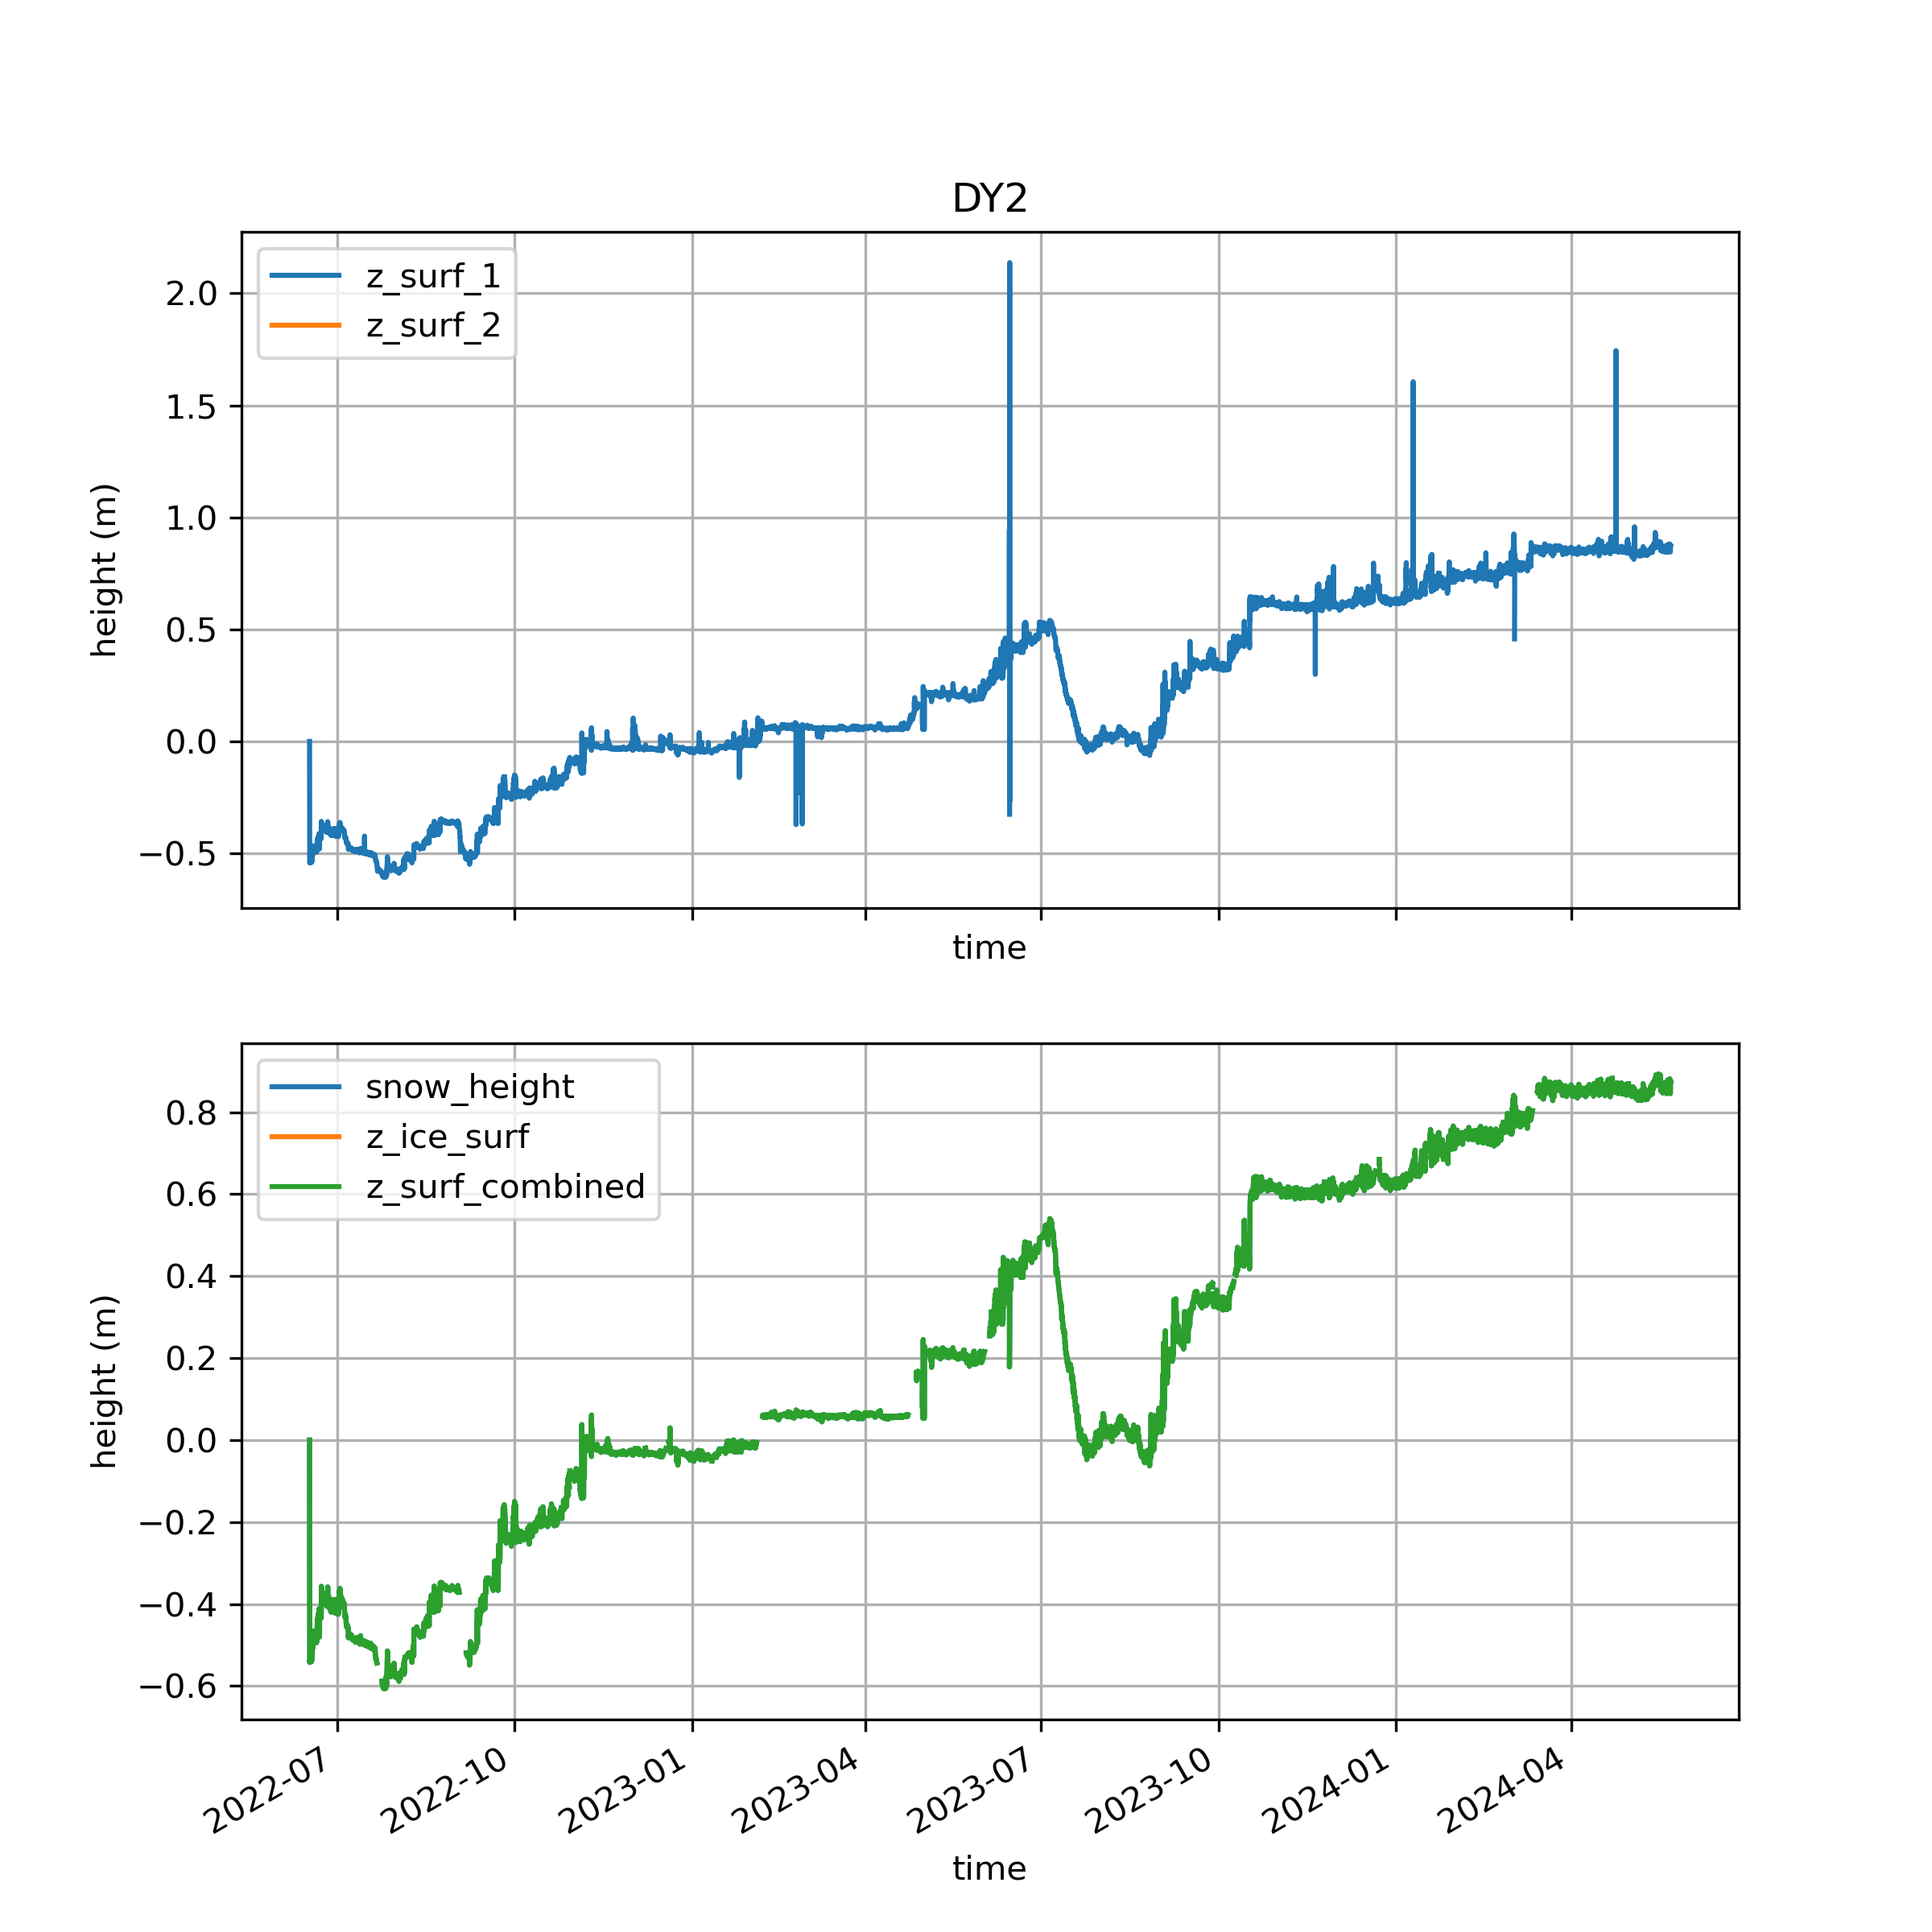 DY2
z_surf_1
z_surf_2
2.0
1.5
1.0
0.5
0.0
−0.5
height (m)
time
snow_height
z_ice_surf
z_surf_combined
0.8
0.6
0.4
0.2
0.0
−0.2
−0.4
−0.6
height (m)
2022-07
2022-10
2023-01
2023-04
2023-07
2023-10
2024-01
2024-04
time